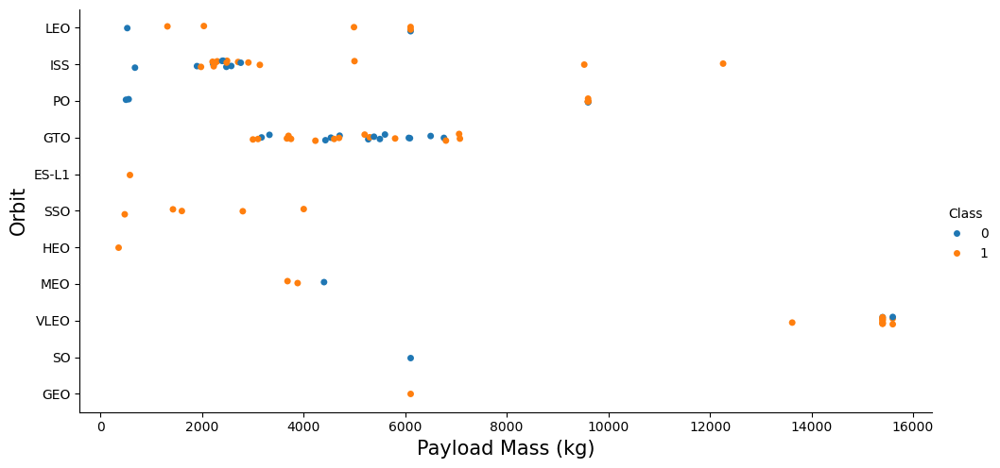 LEO
ISS
PO
GTO
ES-L1
SSO
HEO
MEO
VLEO
SO
GEO
Orbit
0 2000 4000 6000 8000 10000 12000 14000 16000
Payload Mass (kg)
Class
0
1